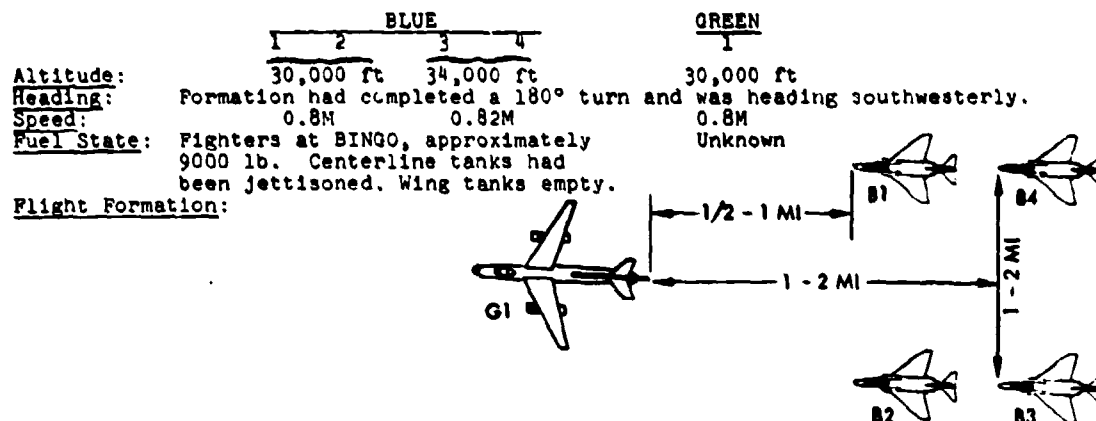 BLUE GREEN
1 2 3 4 1
Altitude: 30,000 ft 34,000 ft 30,000 ft
Heading: Formation had completed a 180° turn and was heading southwesterly.
Speed: 0.8M 0.82M 0.8M
Fuel State: Fighters at BINGO, approximately Unknown
9000 lb. Centerline tanks had
been jettisoned. Wing tanks empty.
Flight Formation:
B1 B4
1/2 - 1 MI
1 - 2 MI
1 - 2 MI
G1
B2 B3